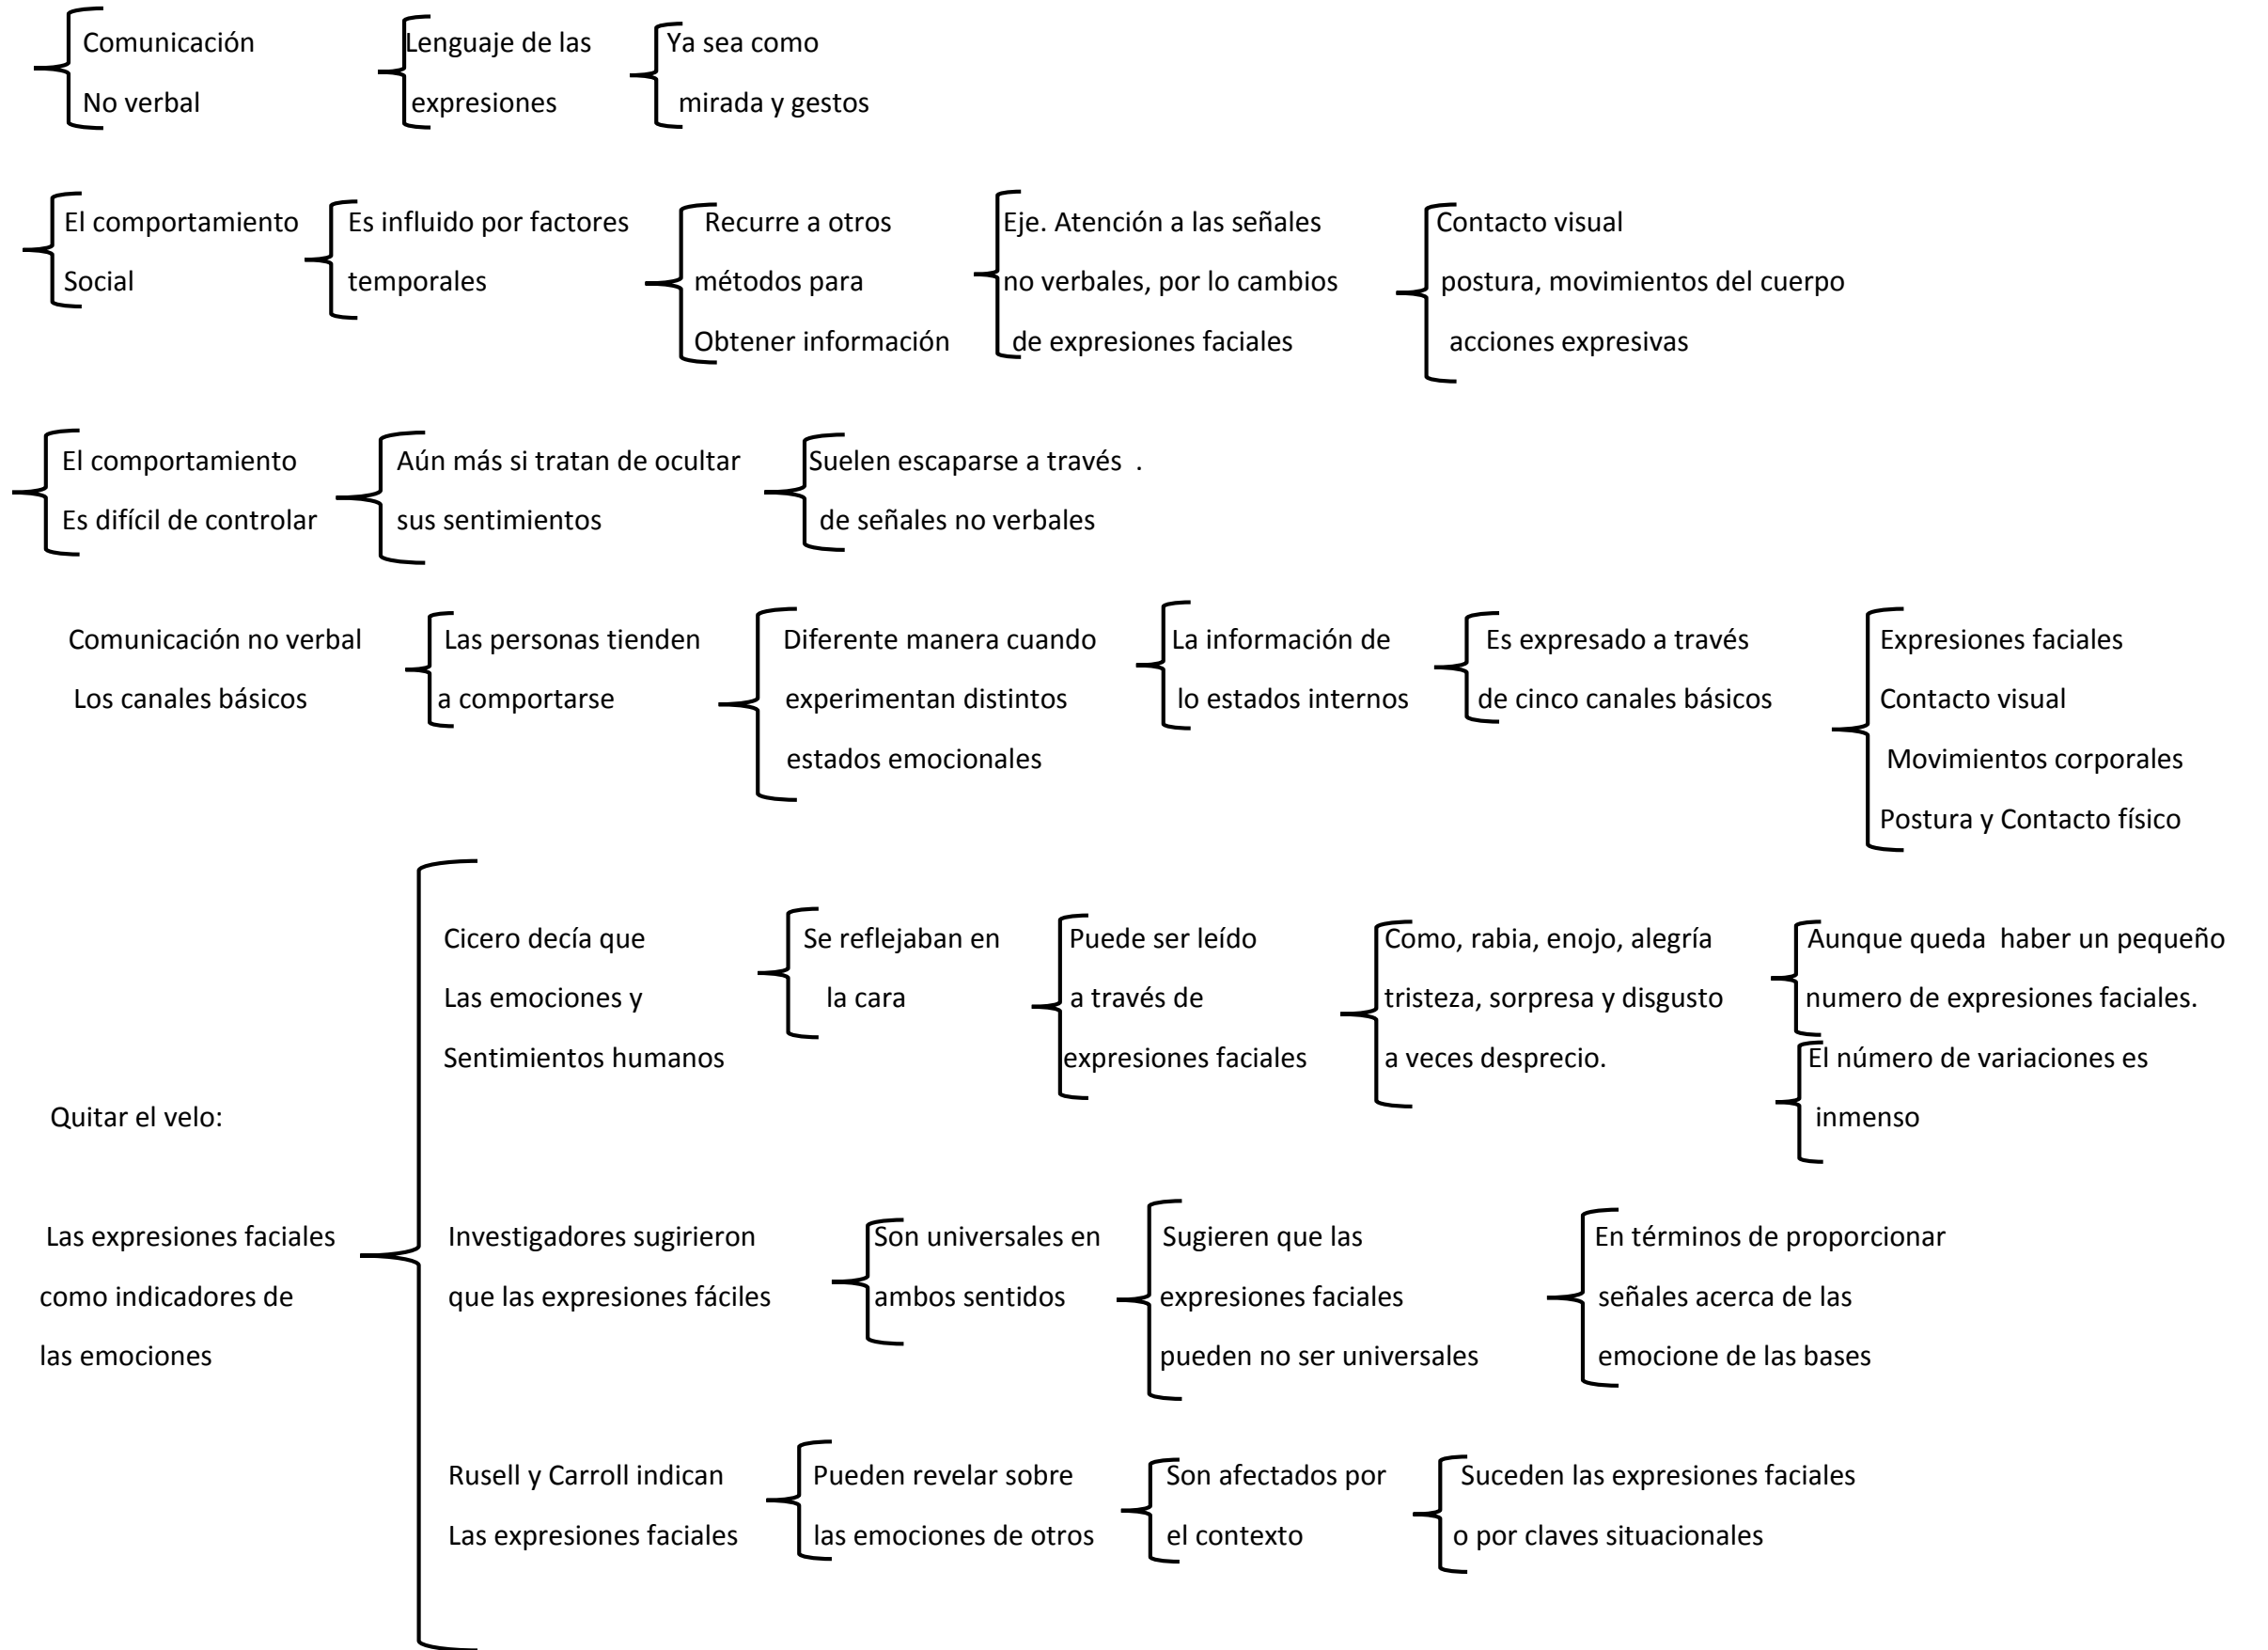 Comunicación
No verbal
Lenguaje de las
expresiones
Ya sea como
mirada y gestos
El comportamiento
Social
Es influido por factores
temporales
Recurre a otros
métodos para
Obtener información
Eje. Atención a las señales
no verbales, por lo cambios
de expresiones faciales
Contacto visual
postura, movimientos del cuerpo
acciones expresivas
El comportamiento
Es difícil de controlar
Aún más si tratan de ocultar
sus sentimientos
Suelen escaparse a través .
de señales no verbales
Comunicación no verbal
Los canales básicos
Las personas tienden
a comportarse
Diferente manera cuando
experimentan distintos
estados emocionales
La información de
lo estados internos
Es expresado a través
de cinco canales básicos
Expresiones faciales
Contacto visual
Movimientos corporales
Postura y Contacto físico
Quitar el velo:
Las expresiones faciales
como indicadores de
las emociones
Cicero decía que
Las emociones y
Sentimientos humanos
Se reflejaban en
la cara
Puede ser leído
a través de
expresiones faciales
Como, rabia, enojo, alegría
tristeza, sorpresa y disgusto
a veces desprecio.
Aunque queda haber un pequeño
numero de expresiones faciales.
El número de variaciones es
inmenso
Investigadores sugirieron
que las expresiones fáciles
Son universales en
ambos sentidos
Sugieren que las
expresiones faciales
pueden no ser universales
En términos de proporcionar
señales acerca de las
emocione de las bases
Rusell y Carroll indican
Las expresiones faciales
Pueden revelar sobre
las emociones de otros
Son afectados por
el contexto
Suceden las expresiones faciales
o por claves situacionales